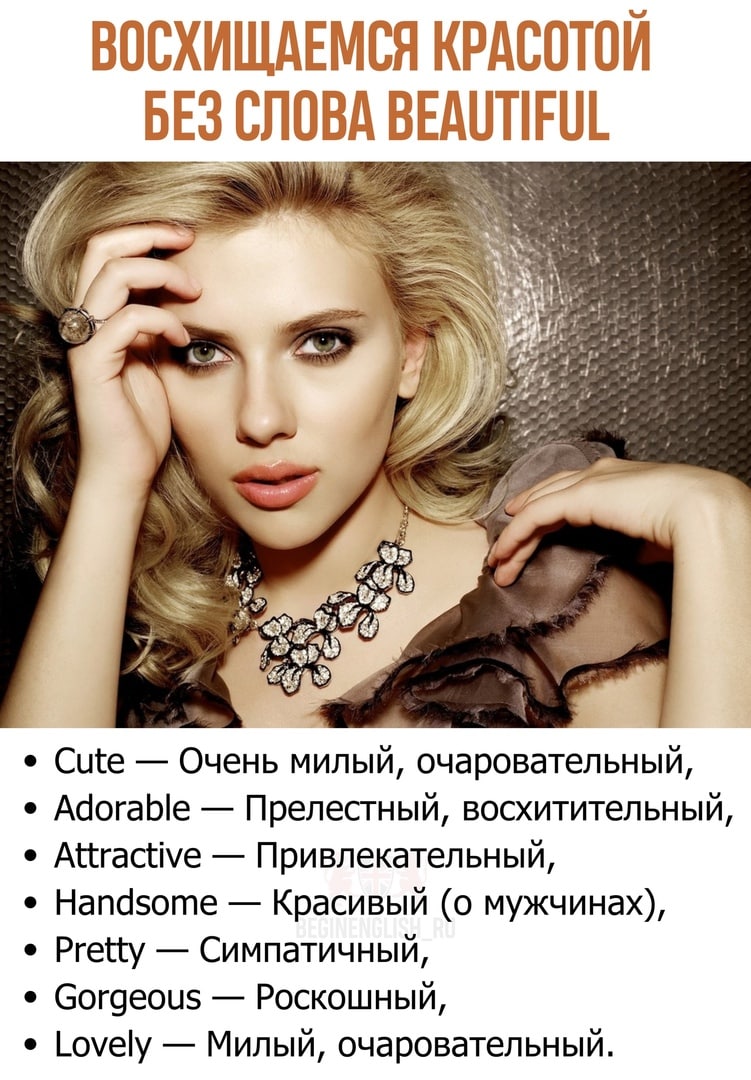 ВОСХИЩАЕМСЯ КРАСОТОЙ
БЕЗ СЛОВА BEAUTIFUL
• Cute — Очень милый, очаровательный,
• Adorable — Прелестный, восхитительный,
• Attractive — Привлекательный,
• Handsome — Красивый (о мужчинах),
BEGINENGLISH_RU
• Pretty — Симпатичный,
• Gorgeous — Роскошный,
• Lovely — Милый, очаровательный.